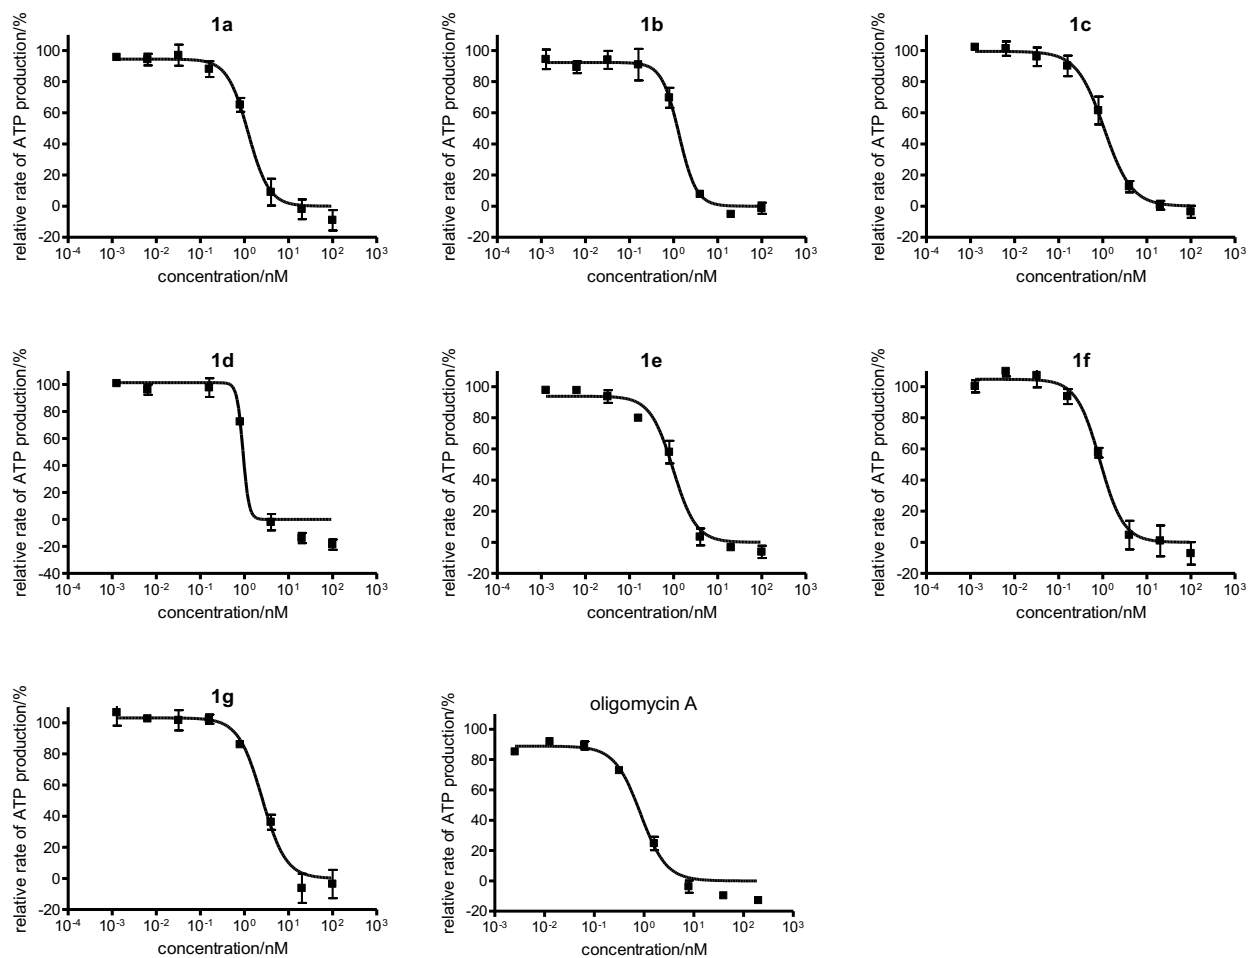 1a
relative rate of ATP production/%
100
80
60
40
20
0
-20
10⁻⁴ 10⁻³ 10⁻² 10⁻¹ 10⁰ 10¹ 10² 10³
concentration/nM
1b
relative rate of ATP production/%
100
80
60
40
20
0
-20
10⁻⁴ 10⁻³ 10⁻² 10⁻¹ 10⁰ 10¹ 10² 10³
concentration/nM
1c
relative rate of ATP production/%
100
80
60
40
20
0
-20
10⁻⁴ 10⁻³ 10⁻² 10⁻¹ 10⁰ 10¹ 10² 10³
concentration/nM
1d
relative rate of ATP production/%
100
80
60
40
20
0
-20
-40
10⁻⁴ 10⁻³ 10⁻² 10⁻¹ 10⁰ 10¹ 10² 10³
concentration/nM
1e
relative rate of ATP production/%
100
80
60
40
20
0
-20
10⁻⁴ 10⁻³ 10⁻² 10⁻¹ 10⁰ 10¹ 10² 10³
concentration/nM
1f
relative rate of ATP production/%
100
80
60
40
20
0
-20
10⁻⁴ 10⁻³ 10⁻² 10⁻¹ 10⁰ 10¹ 10² 10³
concentration/nM
1g
relative rate of ATP production/%
100
80
60
40
20
0
-20
10⁻⁴ 10⁻³ 10⁻² 10⁻¹ 10⁰ 10¹ 10² 10³
concentration/nM
oligomycin A
relative rate of ATP production/%
100
80
60
40
20
0
-20
10⁻³ 10⁻² 10⁻¹ 10⁰ 10¹ 10² 10³
concentration/nM